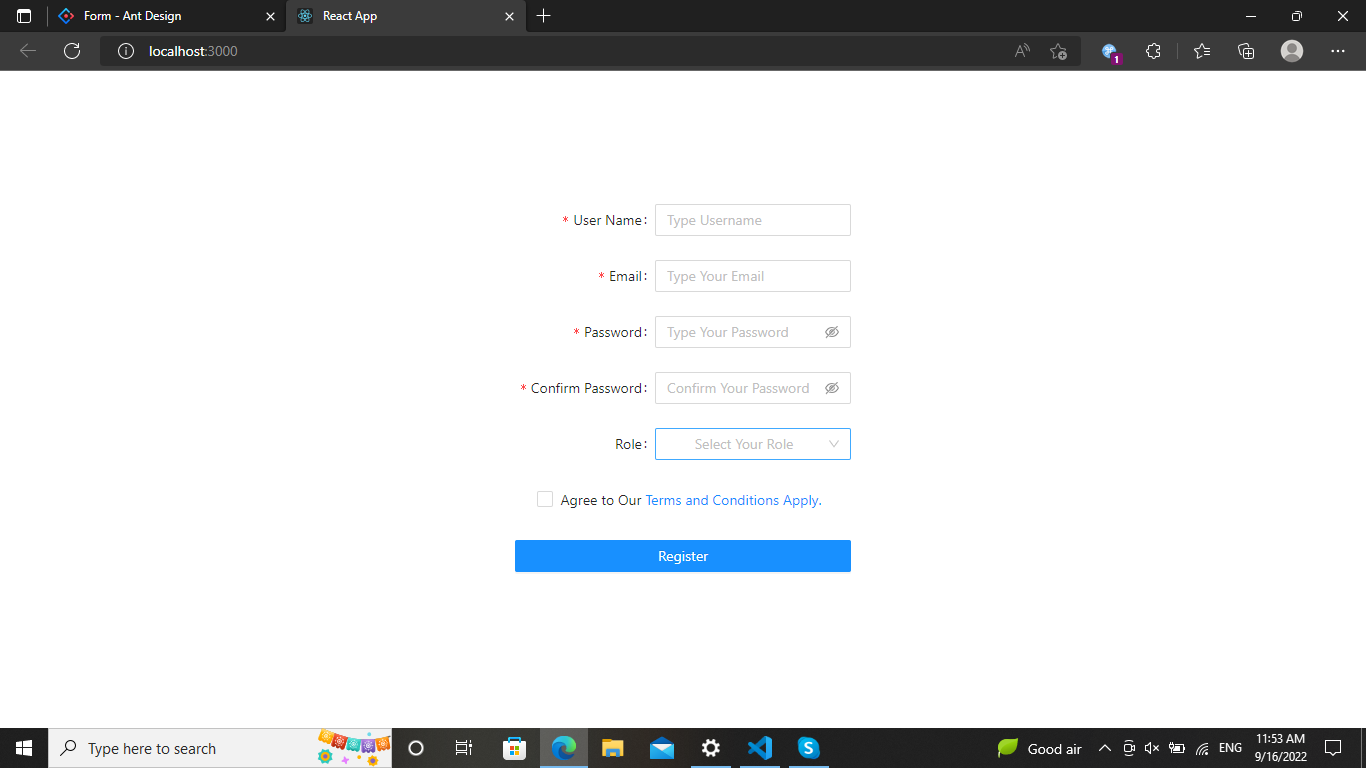 Form - Ant Design
React App
localhost:3000
A
1
* User Name:
Type Username
* Email:
Type Your Email
* Password:
Type Your Password
* Confirm Password:
Confirm Your Password
Role:
Select Your Role
Agree to Our Terms and Conditions Apply.
Register
Type here to search
S
Good air
ENG
11:53 AM
9/16/2022